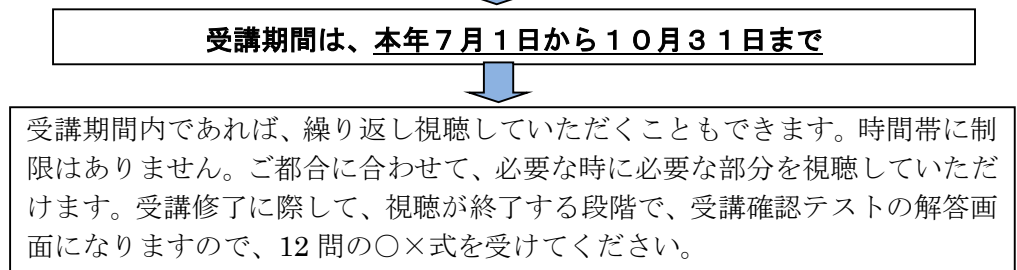 受講期間は、本年７月１日から１０月３１日まで
受講期間内であれば、繰り返し視聴していただくこともできます。時間帯に制
限はありません。ご都合に合わせて、必要な時に必要な部分を視聴していただ
けます。受講修了に際して、視聴が終了する段階で、受講確認テストの解答画
面になりますので、12 問の○×式を受けてください。